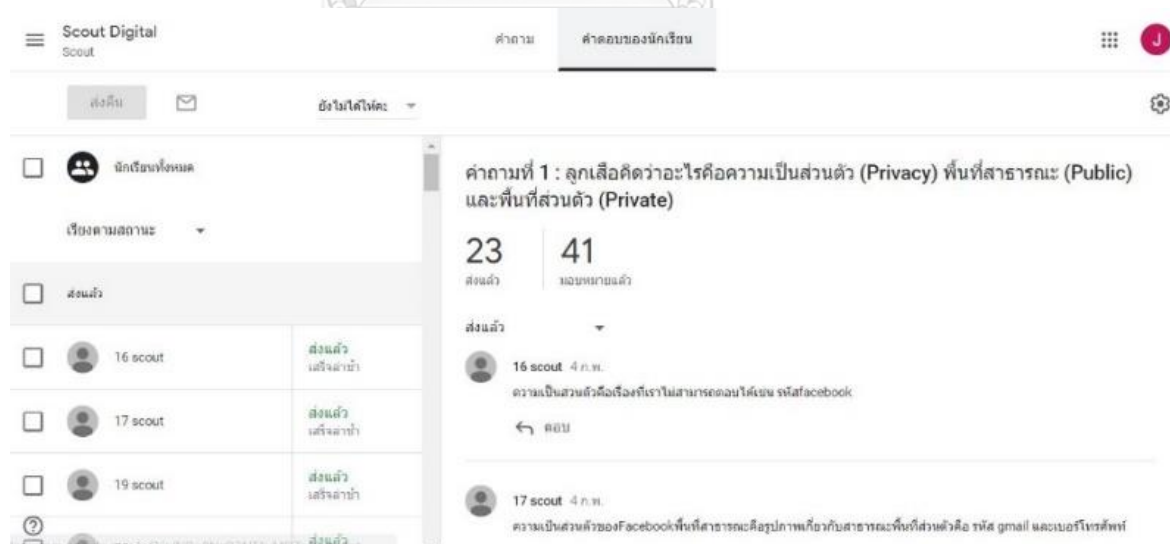 Scout Digital
Scout
คำถาม
คำตอบของนักเรียน
J
ส่งคืน
ยังไม่ได้ให้คะ
นักเรียนทั้งหมด
เรียงตามสถานะ
ส่งแล้ว
16 scout
ส่งแล้ว
เสร็จล่าช้า
17 scout
ส่งแล้ว
เสร็จล่าช้า
19 scout
ส่งแล้ว
เสร็จล่าช้า
ส่งแล้ว
คำถามที่ 1 : ลูกเสือคิดว่าอะไรคือความเป็นส่วนตัว (Privacy) พื้นที่สาธารณะ (Public)
และพื้นที่ส่วนตัว (Private)
23
ส่งแล้ว
41
มอบหมายแล้ว
ส่งแล้ว
16 scout 4 ก.พ.
ความเป็นส่วนตัวคือเรื่องที่เราไม่สามารถตอบได้เช่น รหัสfacebook
ตอบ
17 scout 4 ก.พ.
ความเป็นส่วนตัวของFacebookพื้นที่สาธารณะคือรูปภาพเกี่ยวกับสาธารณะพื้นที่ส่วนตัวคือ รหัส gmail และเบอร์โทรศัพท์